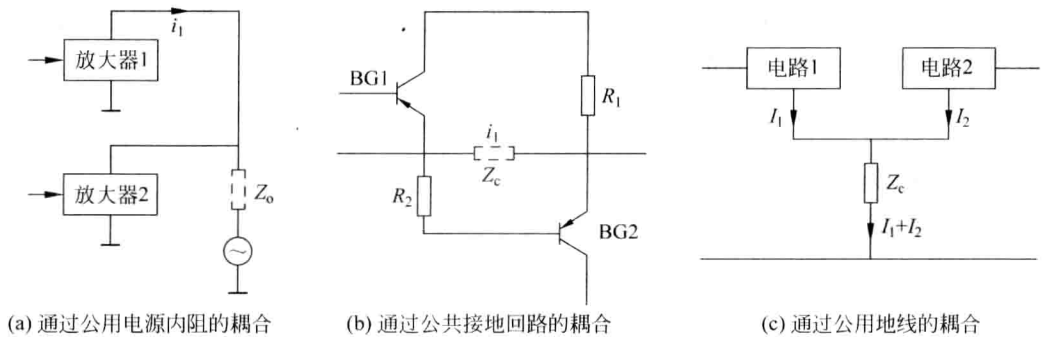 i₁
放大器1
放大器2
Zₒ
(a) 通过公用电源内阻的耦合
BG1
R₁
i₁
Z꜀
R₂
BG2
(b) 通过公共接地回路的耦合
电路1
电路2
I₁
I₂
Z꜀
I₁+I₂
(c) 通过公用地线的耦合